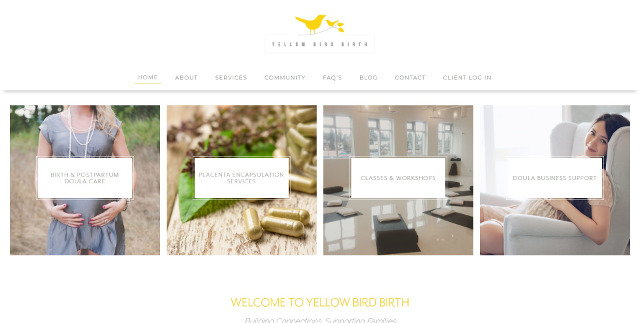 YELLOW BIRD BIRTH
HOME ABOUT SERVICES COMMUNITY FAQ'S BLOG CONTACT CLIENT LOG IN
BIRTH & POSTPARTUM
DOULA CARE
PLACENTA ENCAPSULATION
SERVICES
CLASSES & WORKSHOPS
DOULA BUSINESS SUPPORT
WELCOME TO YELLOW BIRD BIRTH
Building Connections, Supporting Families